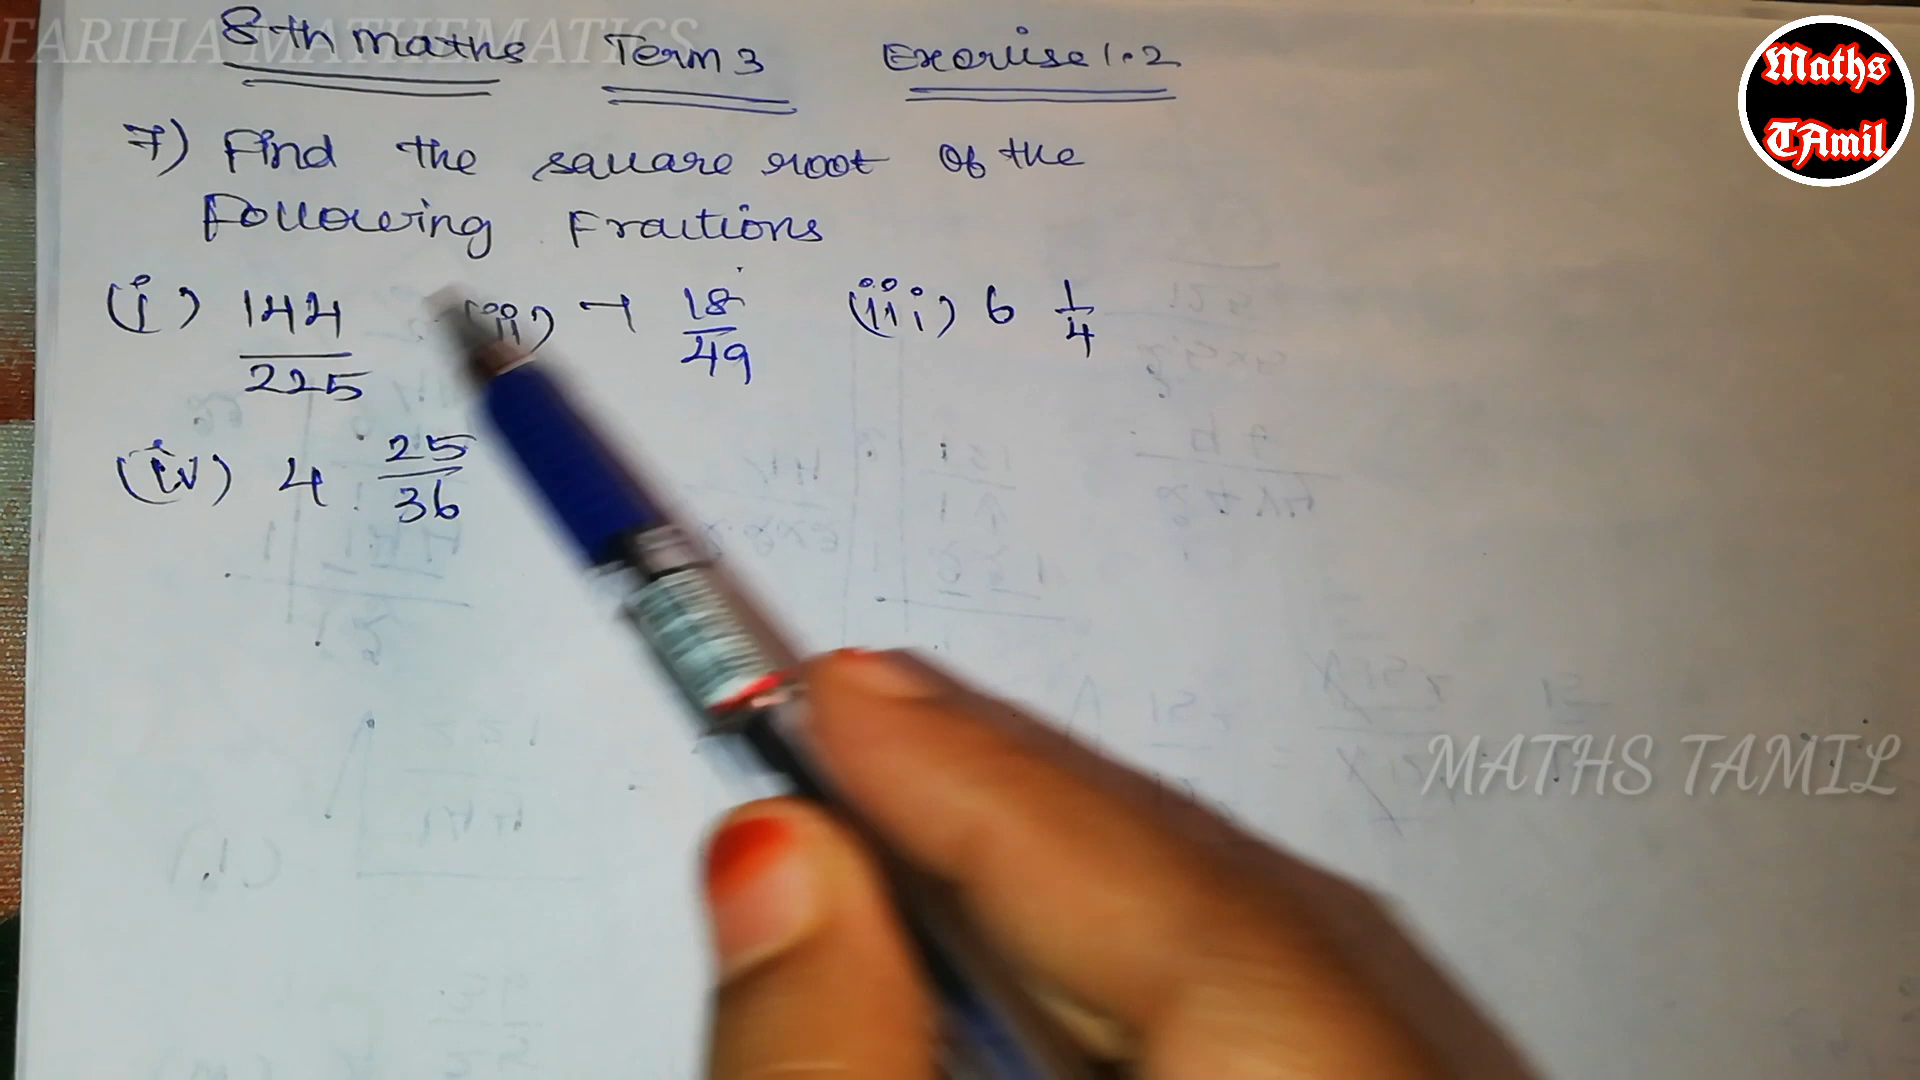 FARIHA MATHEMATICS
8th maths Term 3 Exercise 1.2
Maths
TAmil
7) Find the square root of the
Following Fractions
(i) 144/225 (ii) 7 18/49 (iii) 6 1/4
(iv) 4 25/36
MATHS TAMIL